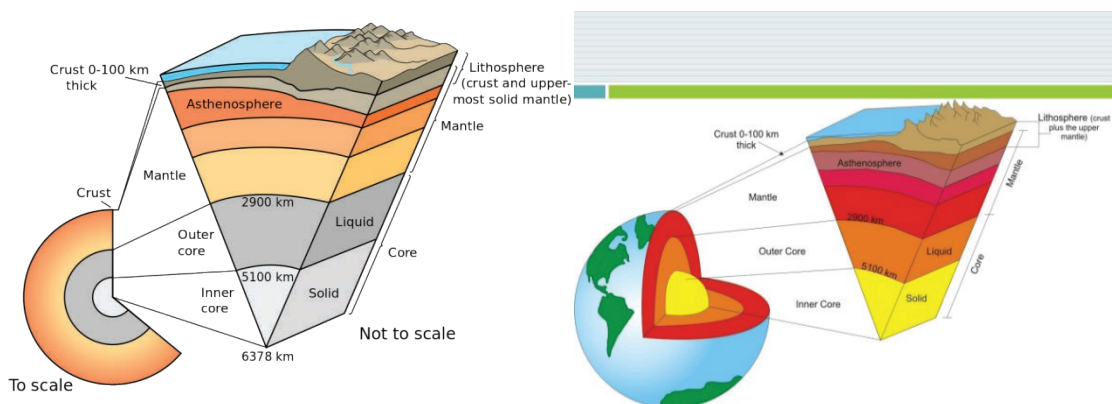 Crust 0-100 km
thick
Asthenosphere
Lithosphere
(crust and upper-
most solid mantle)
Mantle
Mantle
Crust
2900 km
Liquid
Outer
core
Core
5100 km
Inner
core
Solid
Not to scale
6378 km
To scale
Crust 0-100 km
thick
Lithosphere (crust
plus the upper
mantle)
Asthenosphere
Mantle
Mantle
2900 km
Outer Core
Liquid
5100 km
Core
Inner Core
Solid